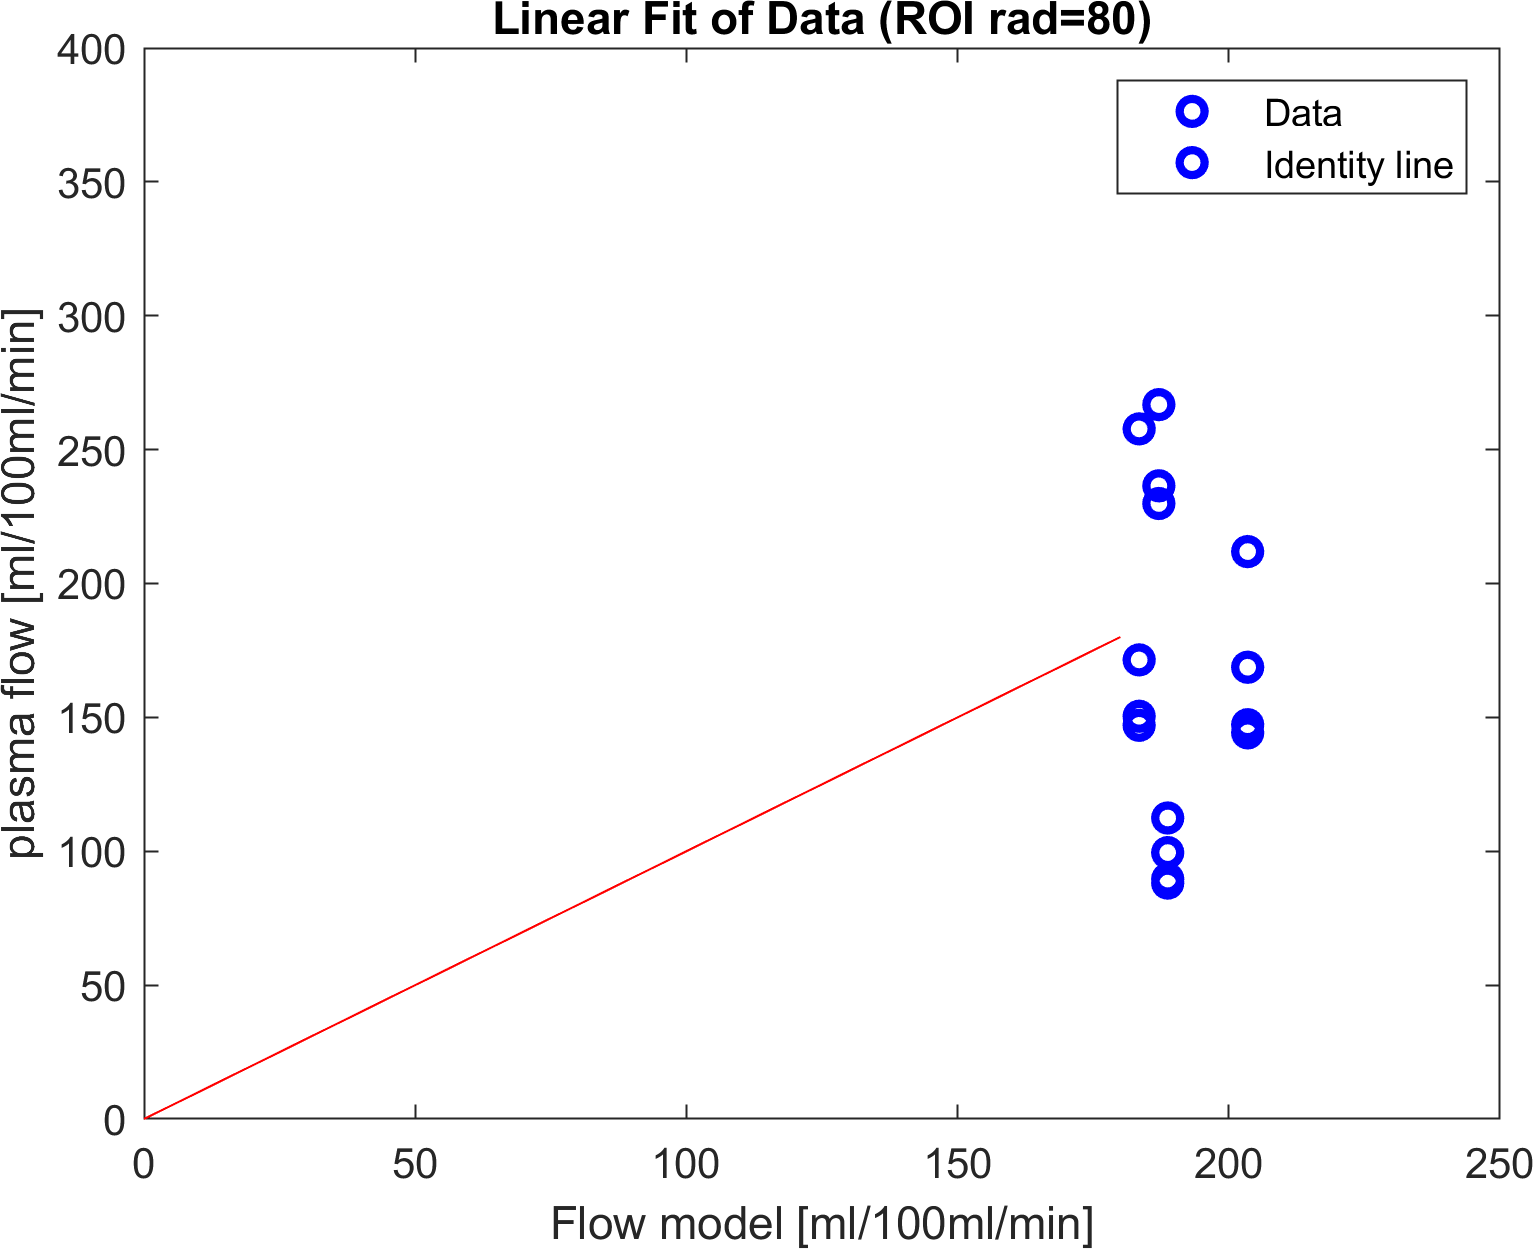 Linear Fit of Data (ROI rad=80)
400
350
300
250
200
150
100
50
0
plasma flow [ml/100ml/min]
Data
Identity line
0 50 100 150 200 250
Flow model [ml/100ml/min]